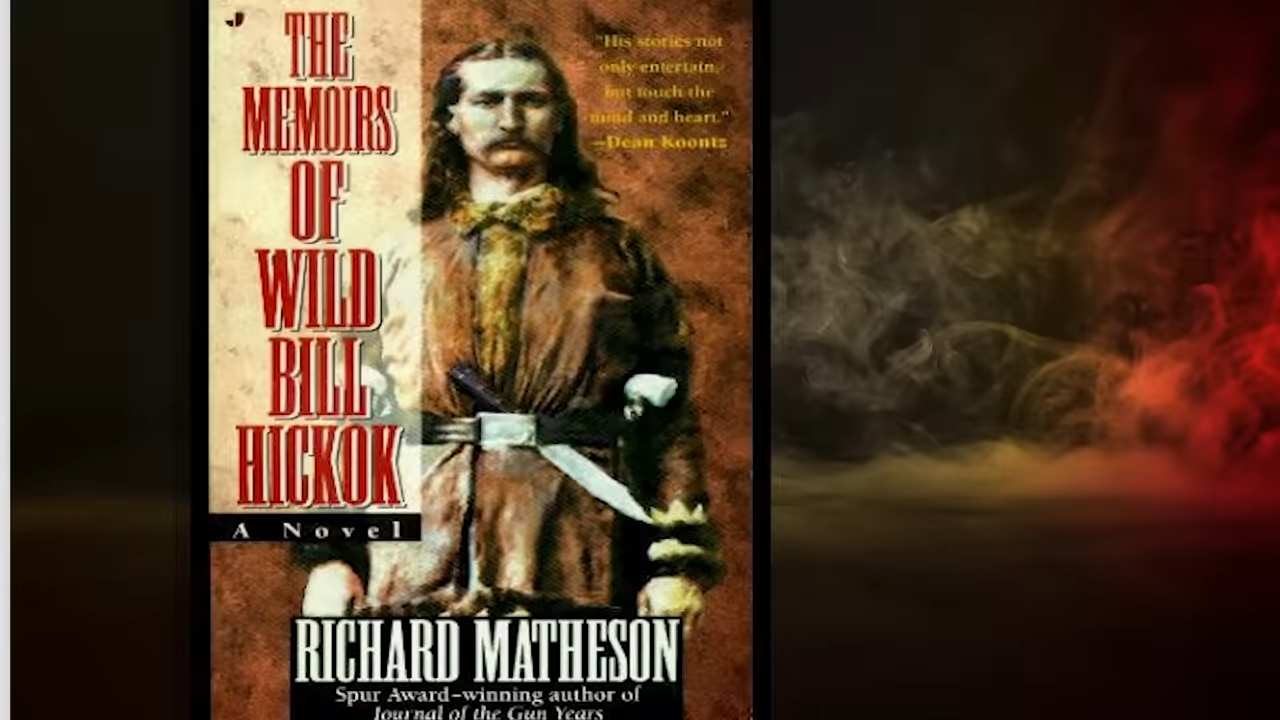 THE
MEMOIRS
OF
WILD
BILL
HICKOK
A Novel
"His stories not
only entertain,
but touch the
mind and heart."
—Dean Koontz
RICHARD MATHESON
Spur Award-winning author of
Journal of the Gun Years